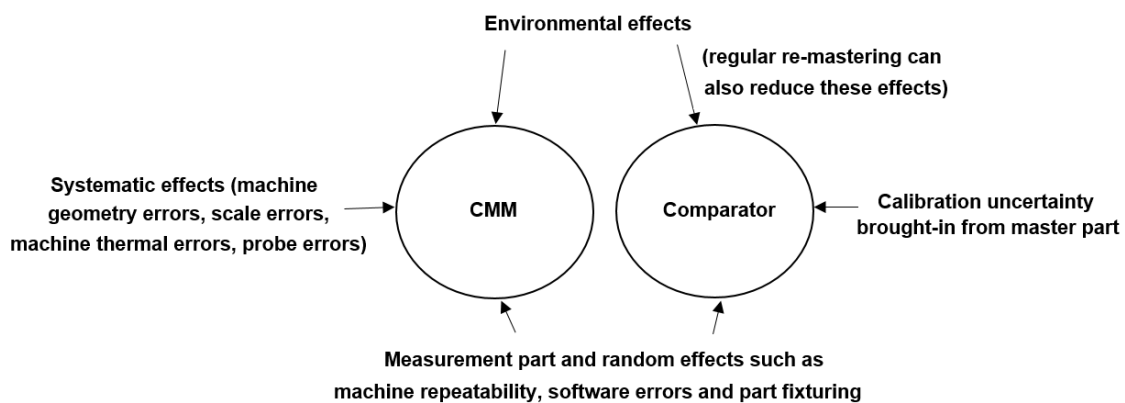 Environmental effects
(regular re-mastering can
also reduce these effects)
Systematic effects (machine
geometry errors, scale errors,
machine thermal errors, probe errors)
CMM
Comparator
Calibration uncertainty
brought-in from master part
Measurement part and random effects such as
machine repeatability, software errors and part fixturing